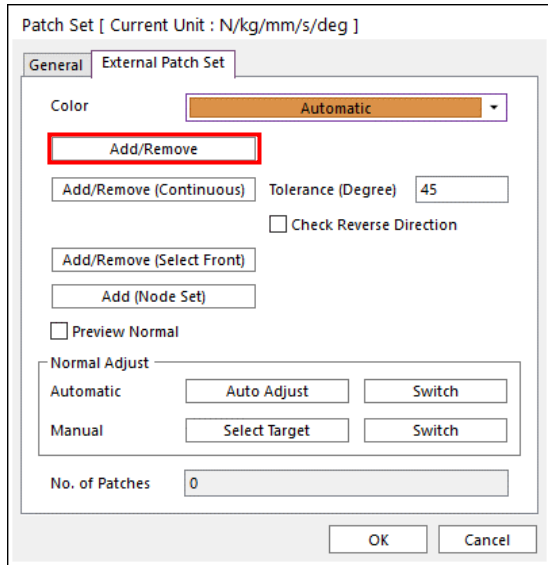 Patch Set [ Current Unit : N/kg/mm/s/deg ]
General External Patch Set
Color Automatic
Add/Remove
Add/Remove (Continuous) Tolerance (Degree) 45
Check Reverse Direction
Add/Remove (Select Front)
Add (Node Set)
Preview Normal
Normal Adjust
Automatic Auto Adjust Switch
Manual Select Target Switch
No. of Patches 0
OK Cancel